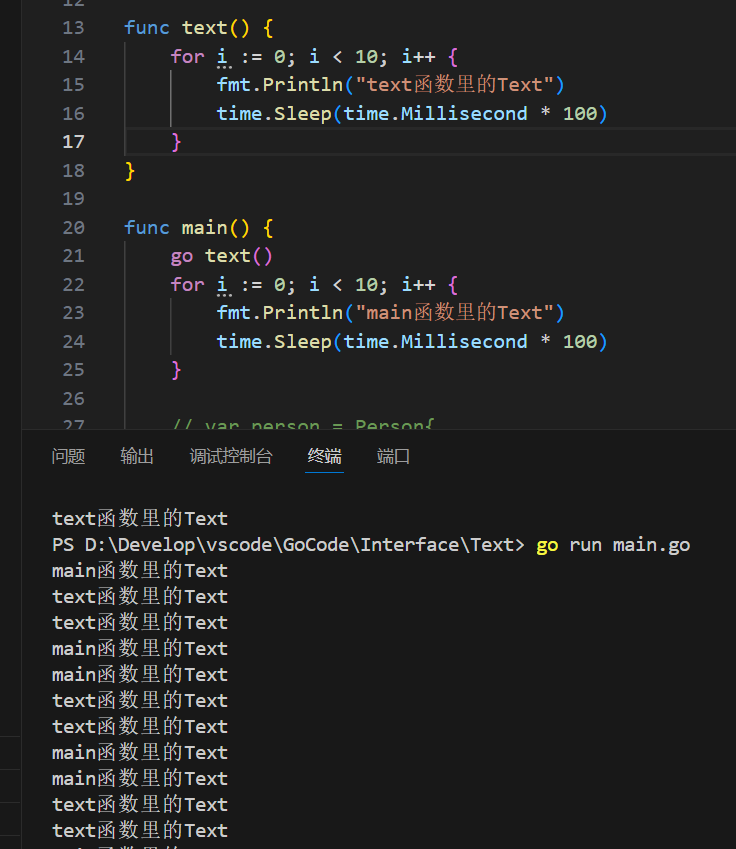 12
13 func text() {
14 for i := 0; i < 10; i++ {
15 fmt.Println("text函数里的Text")
16 time.Sleep(time.Millisecond * 100)
17 }
18 }
19
20 func main() {
21 go text()
22 for i := 0; i < 10; i++ {
23 fmt.Println("main函数里的Text")
24 time.Sleep(time.Millisecond * 100)
25 }
26
27 // var person = Person{
问题 输出 调试控制台 终端 端口
text函数里的Text
PS D:\Develop\vscode\GoCode\Interface\Text> go run main.go
main函数里的Text
text函数里的Text
text函数里的Text
main函数里的Text
main函数里的Text
text函数里的Text
text函数里的Text
main函数里的Text
main函数里的Text
text函数里的Text
text函数里的Text